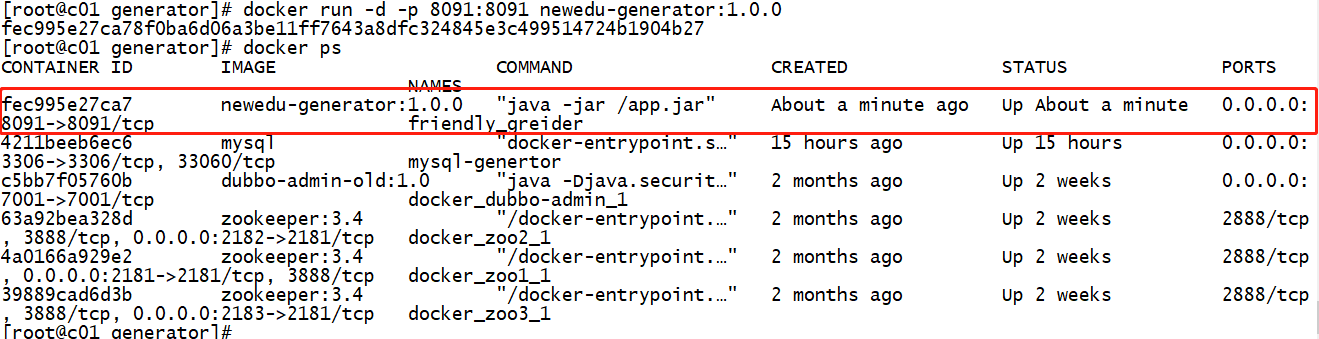 [root@c01 generator]# docker run -d -p 8091:8091 newedu-generator:1.0.0
fec995e27ca78f0ba6d06a3be11ff7643a8dfc324845e3c499514724b1904b27
[root@c01 generator]# docker ps
CONTAINER ID        IMAGE                    COMMAND                  CREATED              STATUS              PORTS
                    NAMES
fec995e27ca7        newedu-generator:1.0.0   "java -jar /app.jar"     About a minute ago   Up About a minute   0.0.0.0:
8091->8091/tcp                          friendly_greider
4211beeb6ec6        mysql                    "docker-entrypoint.s…"   15 hours ago         Up 15 hours         0.0.0.0:
3306->3306/tcp, 33060/tcp               mysql-genertor
c5bb7f05760b        dubbo-admin-old:1.0      "java -Djava.securit…"   2 months ago         Up 2 weeks          0.0.0.0:
7001->7001/tcp                          docker_dubbo-admin_1
63a92bea328d        zookeeper:3.4            "/docker-entrypoint.…"   2 months ago         Up 2 weeks          2888/tcp
, 3888/tcp, 0.0.0.0:2182->2181/tcp      docker_zoo2_1
4a0166a929e2        zookeeper:3.4            "/docker-entrypoint.…"   2 months ago         Up 2 weeks          2888/tcp
, 0.0.0.0:2181->2181/tcp, 3888/tcp      docker_zoo1_1
39889cad6d3b        zookeeper:3.4            "/docker-entrypoint.…"   2 months ago         Up 2 weeks          2888/tcp
, 3888/tcp, 0.0.0.0:2183->2181/tcp      docker_zoo3_1
[root@c01 generator]#